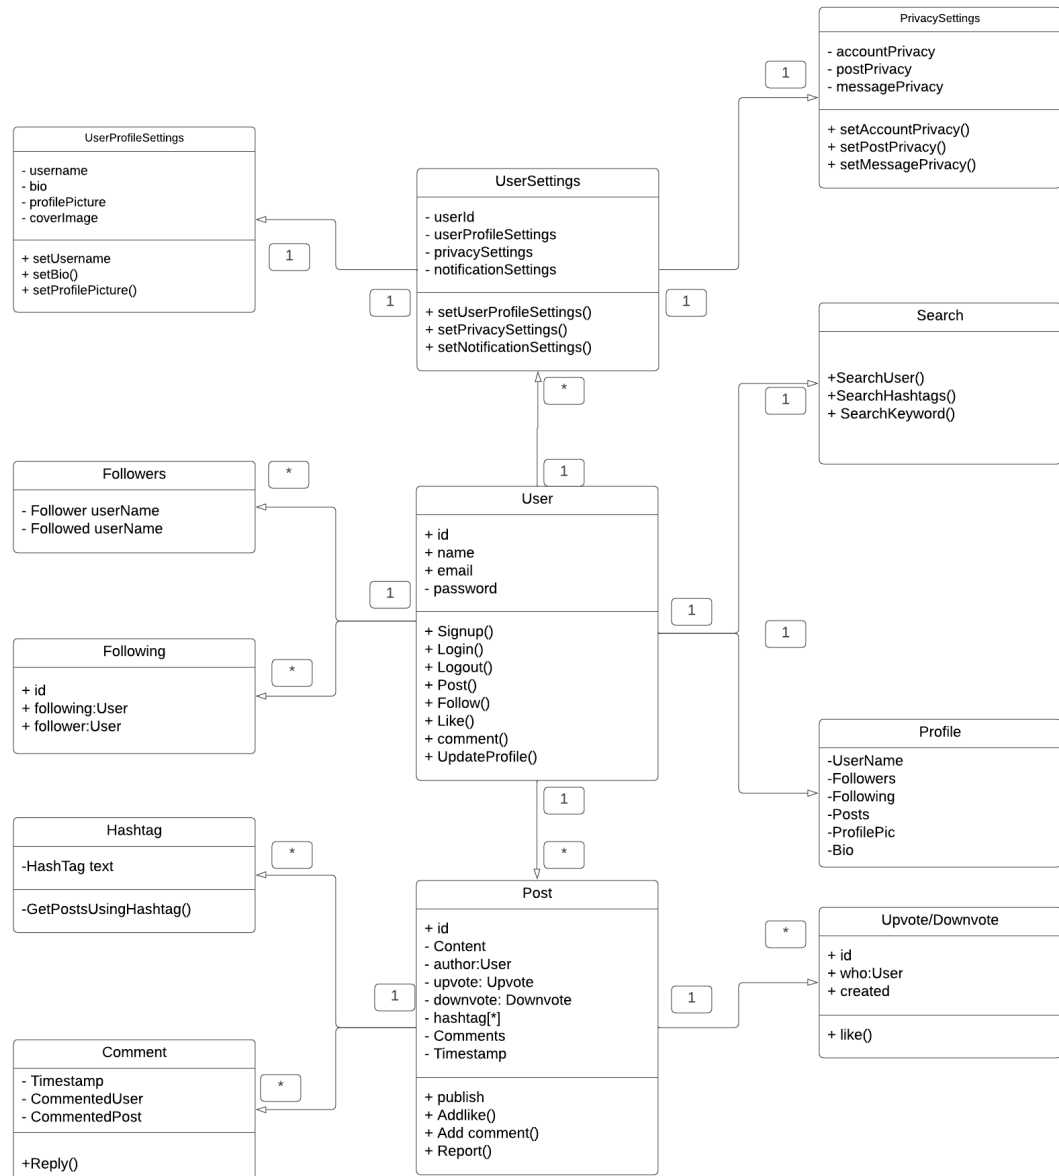 PrivacySettings
- accountPrivacy
- postPrivacy
- messagePrivacy
+ setAccountPrivacy()
+ setPostPrivacy()
+ setMessagePrivacy()
1
UserProfileSettings
- username
- bio
- profilePicture
- coverImage
+ setUsername
+ setBio()
+ setProfilePicture()
1
UserSettings
- userId
- userProfileSettings
- privacySettings
- notificationSettings
+ setUserProfileSettings()
+ setPrivacySettings()
+ setNotificationSettings()
1
1
*
1
Search
+SearchUser()
+SearchHashtags()
+ SearchKeyword()
1
Followers
- Follower userName
- Followed userName
*
User
+ id
+ name
+ email
- password
+ Signup()
+ Login()
+ Logout()
+ Post()
+ Follow()
+ Like()
+ comment()
+ UpdateProfile()
1
1
1
Following
+ id
+ following:User
+ follower:User
*
Profile
-UserName
-Followers
-Following
-Posts
-ProfilePic
-Bio
1
*
Hashtag
-HashTag text
-GetPostsUsingHashtag()
*
Post
+ id
- Content
- author:User
- upvote: Upvote
- downvote: Downvote
- hashtag[*]
- Comments
- Timestamp
+ publish
+ Addlike()
+ Add comment()
+ Report()
1
1
Upvote/Downvote
+ id
+ who:User
+ created
+ like()
*
Comment
- Timestamp
- CommentedUser
- CommentedPost
+Reply()
*